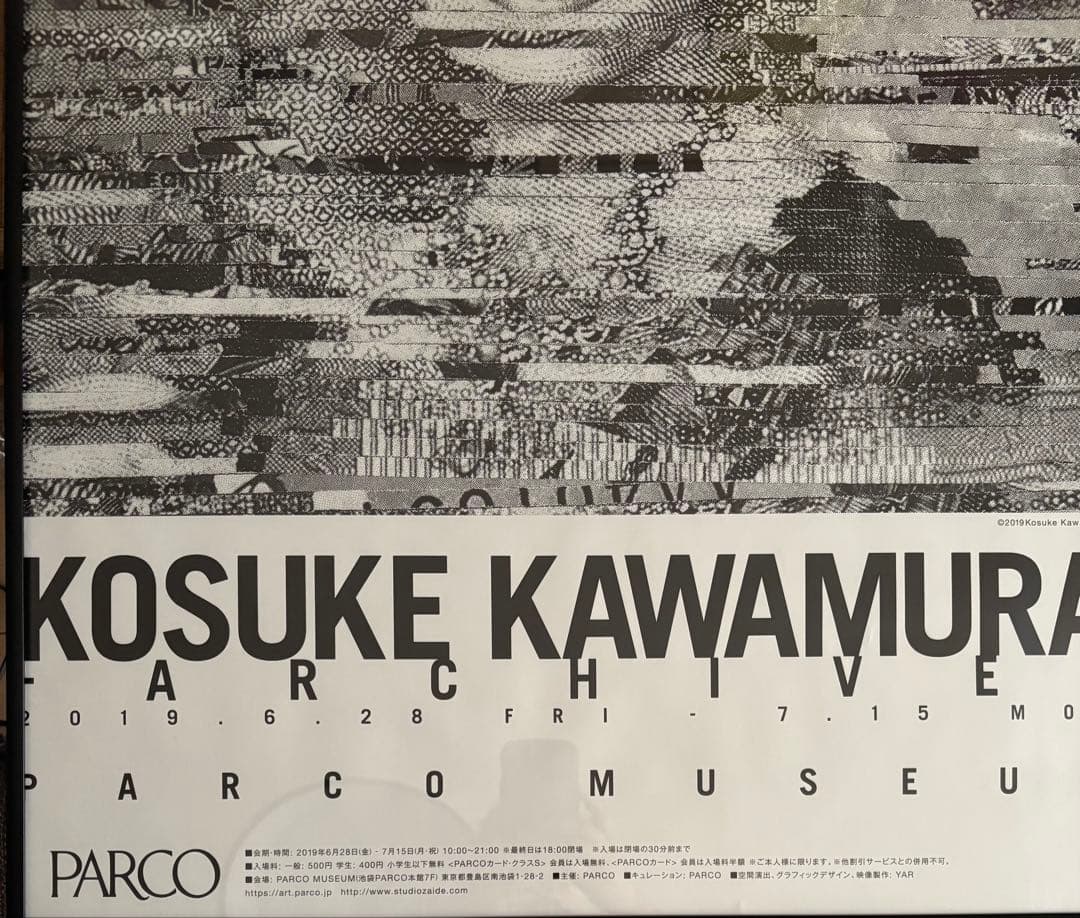 ©2019Kosuke Kaw
KOSUKE KAWAMURA
- ARCHIVE
2019.6.28 FRI - 7.15 MO
PARCO MUSEU
PARCO
■会期・時間: 2019年6月28日(金) - 7月15日(月・祝) 10:00~21:00 ※最終日は18:00閉場 ※入場は閉場の30分前まで
■入場料: 一般: 500円 学生: 400円 小学生以下無料 <PARCOカード・クラスS> 会員は入場無料、<PARCOカード> 会員は入場料半額 ※ご本人様に限ります。※他割引サービスとの併用不可。
■会場: PARCO MUSEUM(池袋PARCO本館7F) 東京都豊島区南池袋1-28-2 ■主催: PARCO ■キュレーション: PARCO ■空間演出、グラフィックデザイン、映像製作: YAR
https://art.parco.jp http://www.studiozaide.com